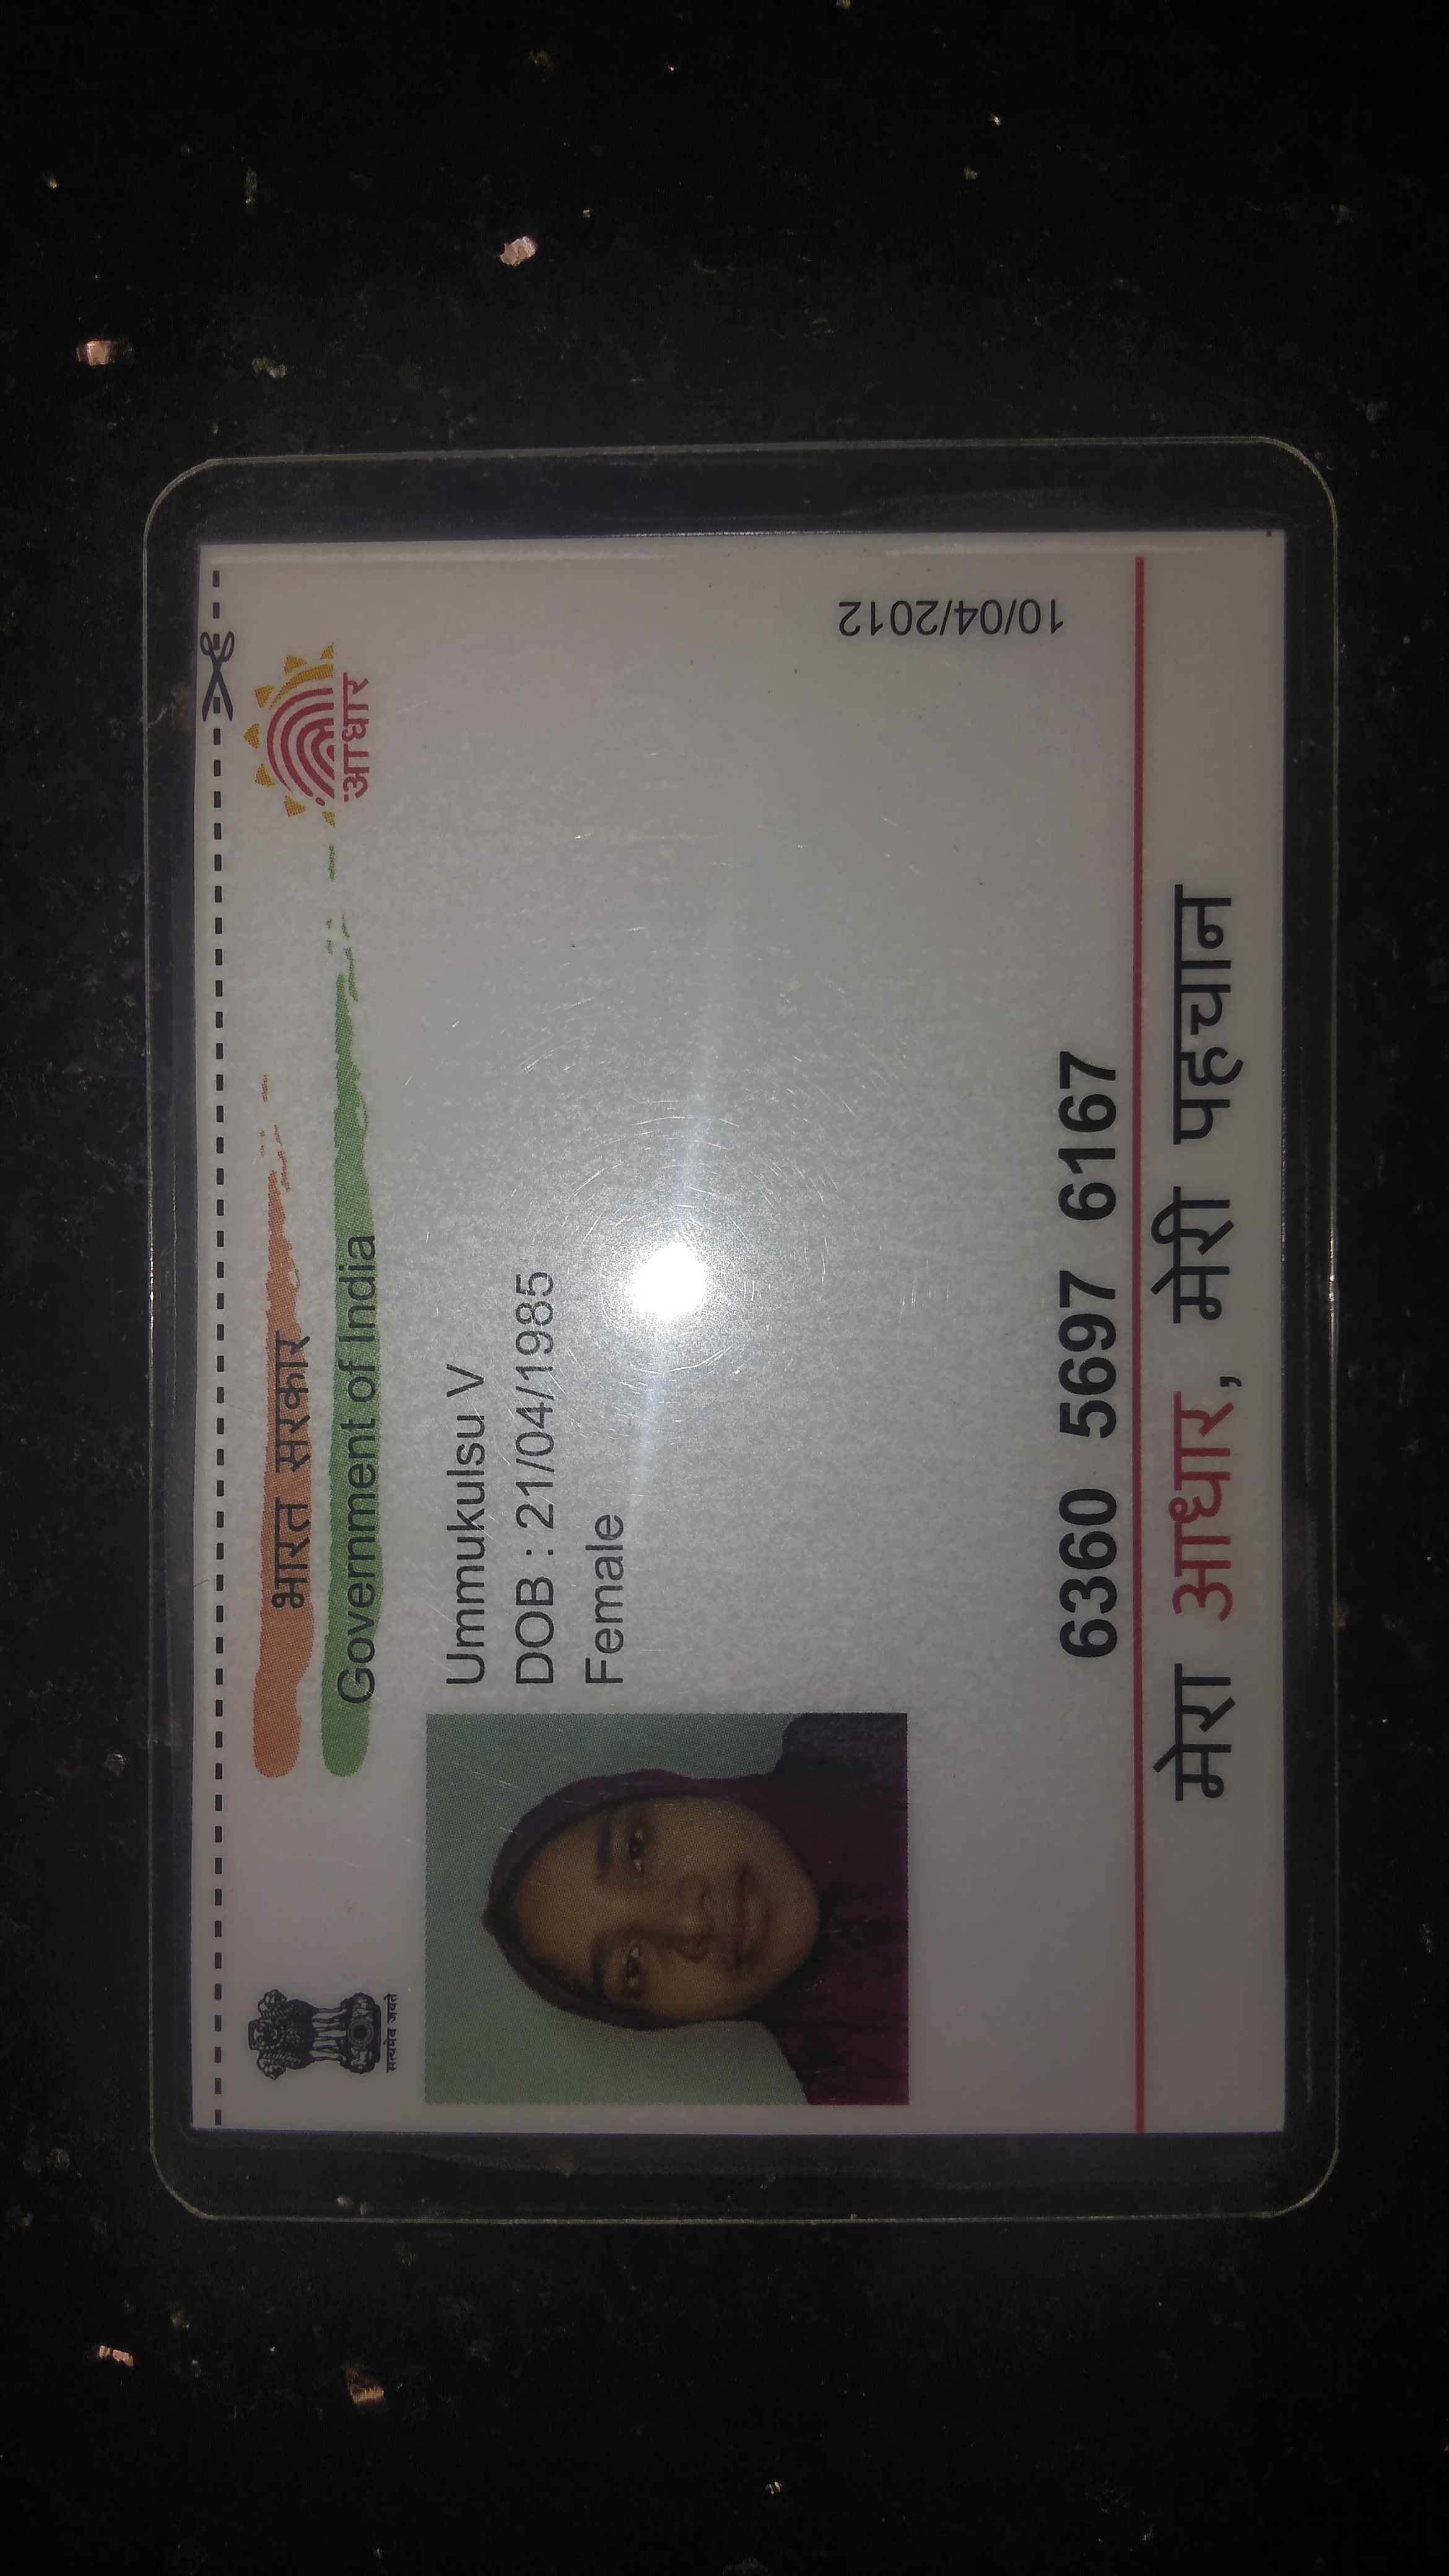 भारत सरकार
Government of India
आधार
सत्यमेव जयते
Ummukulsu V
DOB : 21/04/1985
Female
10/04/2012
6360 5697 6167
मेरा आधार, मेरी पहचान